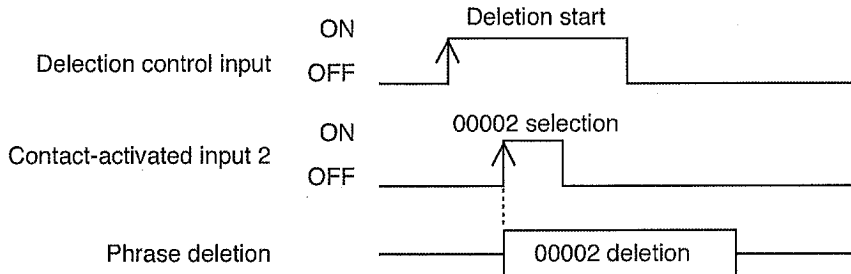 Deletion start
ON
Delection control input
OFF
00002 selection
ON
Contact-activated input 2
OFF
Phrase deletion
00002 deletion